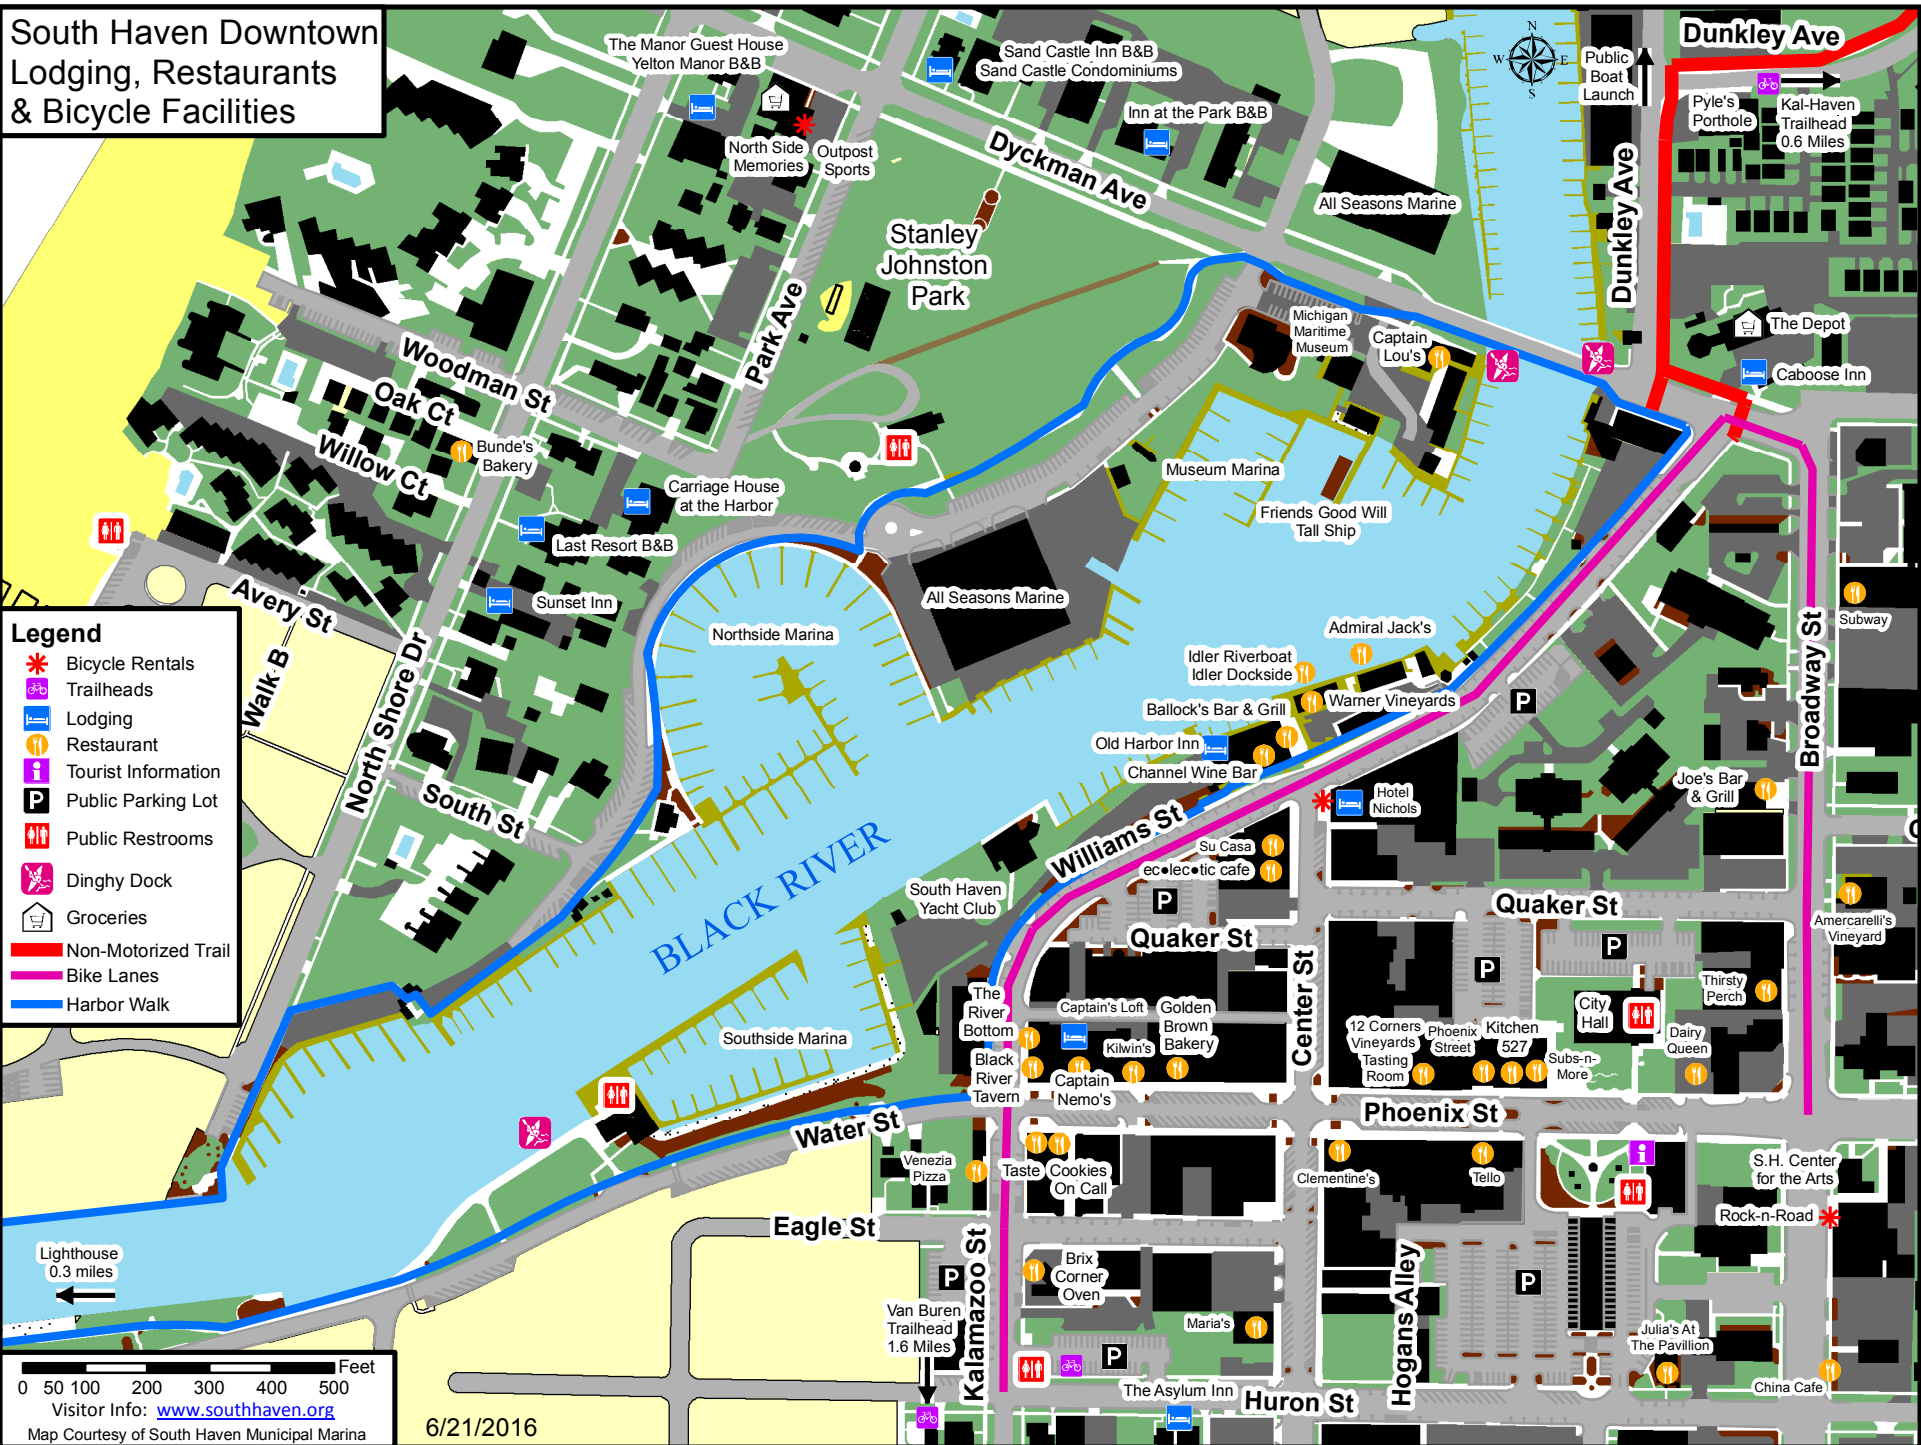 South Haven Downtown
Lodging, Restaurants
& Bicycle Facilities
The Manor Guest House
Yelton Manor B&B
Sand Castle Inn B&B
Sand Castle Condominiums
Inn at the Park B&B
North Side
Memories
Outpost
Sports
Dyckman Ave
All Seasons Marine
Stanley
Johnston
Park
N
W
E
S
Public
Boat
Launch
Dunkley Ave
Pyle's
Porthole
Kal-Haven
Trailhead
0.6 Miles
Dunkley Ave
Park Ave
Woodman St
Oak Ct
Willow Ct
Bunde's
Bakery
Michigan
Maritime
Museum
Captain
Lou's
The Depot
Caboose Inn
Carriage House
at the Harbor
Last Resort B&B
Museum Marina
Friends Good Will
Tall Ship
Sunset Inn
Avery St
Walk B
North Shore Dr
South St
Northside Marina
All Seasons Marine
Admiral Jack's
Idler Riverboat
Idler Dockside
Warner Vineyards
Ballock's Bar & Grill
Old Harbor Inn
Channel Wine Bar
Williams St
P
Subway
Broadway St
Joe's Bar
& Grill
Hotel
Nichols
Su Casa
ec•lec•tic cafe
P
Quaker St
Quaker St
Amercarelli's
Vineyard
BLACK RIVER
South Haven
Yacht Club
Center St
P
P
City
Hall
Thirsty
Perch
Dairy
Queen
The
River
Bottom
Black
River
Tavern
Captain's Loft
Golden
Brown
Bakery
Kilwin's
Captain
Nemo's
12 Corners
Vineyards
Tasting
Room
Phoenix
Street
Kitchen
527
Subs-n-
More
Southside Marina
Water St
Phoenix St
Venezia
Pizza
Taste
Cookies
On Call
Clementine's
Tello
i
S.H. Center
for the Arts
Rock-n-Road
Eagle St
Kalamazoo St
P
Brix
Corner
Oven
Maria's
P
Hogans Alley
P
Julia's At
The Pavillion
China Cafe
Van Buren
Trailhead
1.6 Miles
The Asylum Inn
Huron St
Lighthouse
0.3 miles
Legend
Bicycle Rentals
Trailheads
Lodging
Restaurant
i Tourist Information
P Public Parking Lot
Public Restrooms
Dinghy Dock
Groceries
Non-Motorized Trail
Bike Lanes
Harbor Walk
Feet
0 50 100 200 300 400 500
Visitor Info: www.southhaven.org
Map Courtesy of South Haven Municipal Marina
6/21/2016